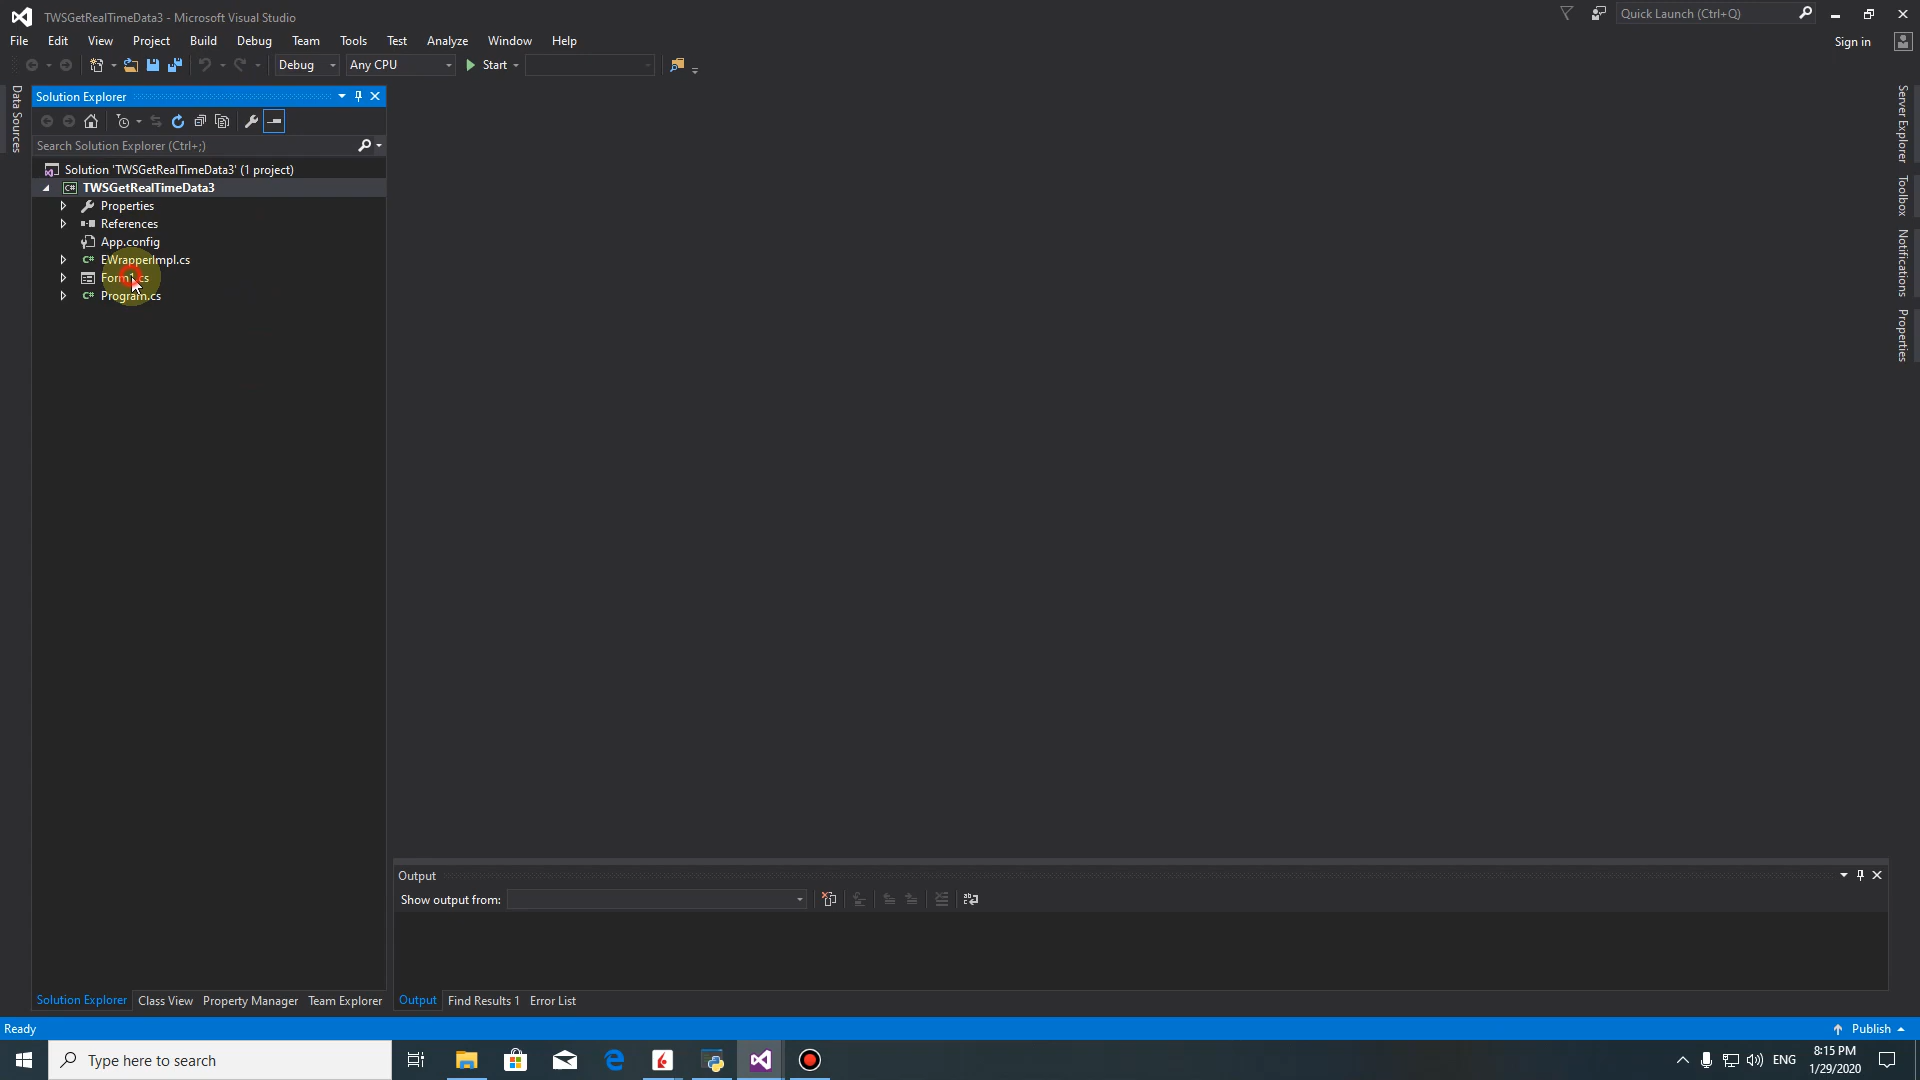 TWSGetRealTimeData3 - Microsoft Visual Studio
Quick Launch (Ctrl+Q)
File Edit View Project Build Debug Team Tools Test Analyze Window Help
Sign in
Debug Any CPU Start
Data Sources
Solution Explorer
Search Solution Explorer (Ctrl+;)
Solution 'TWSGetRealTimeData3' (1 project)
TWSGetRealTimeData3
Properties
References
App.config
EWrapperImpl.cs
Form1.cs
Program.cs
Server Explorer
Toolbox
Notifications
Properties
Output
Show output from:
Solution Explorer Class View Property Manager Team Explorer
Output Find Results 1 Error List
Ready
Publish
Type here to search
ENG
8:15 PM
1/29/2020